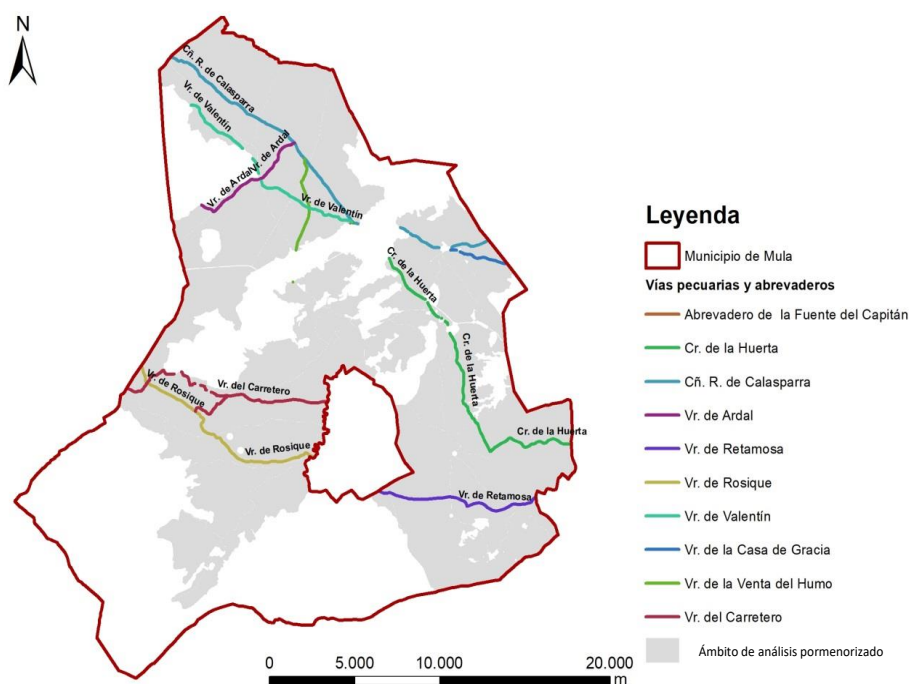 N
Cñ. R. de Calasparra
Vr. de Valentín
Vr. de Ardal
Vr. de Ardal
Vr. de Valentín
Cr. de la Huerta
Cr. de la Huerta
Cr. de la Huerta
Vr. del Carretero
Vr. de Rosique
Vr. de Rosique
Vr. de Retamosa
Leyenda
Municipio de Mula
Vías pecuarias y abrevaderos
Abrevadero de la Fuente del Capitán
Cr. de la Huerta
Cñ. R. de Calasparra
Vr. de Ardal
Vr. de Retamosa
Vr. de Rosique
Vr. de Valentín
Vr. de la Casa de Gracia
Vr. de la Venta del Humo
Vr. del Carretero
Ámbito de análisis pormenorizado
0 5.000 10.000 20.000
m